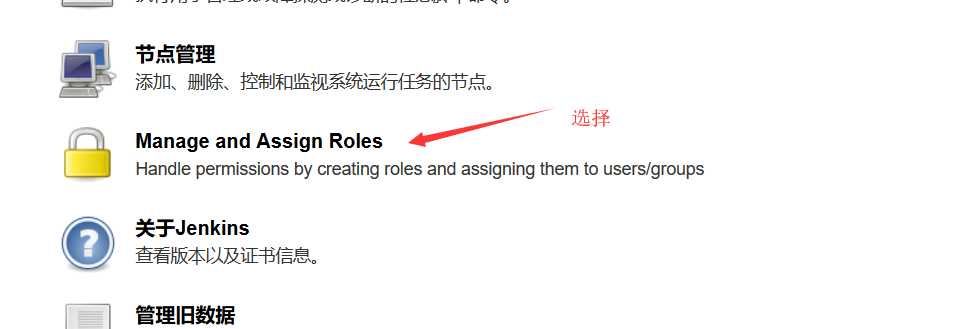 节点管理
添加、删除、控制和监视系统运行任务的节点。
选择
Manage and Assign Roles
Handle permissions by creating roles and assigning them to users/groups
关于Jenkins
查看版本以及证书信息。
管理旧数据